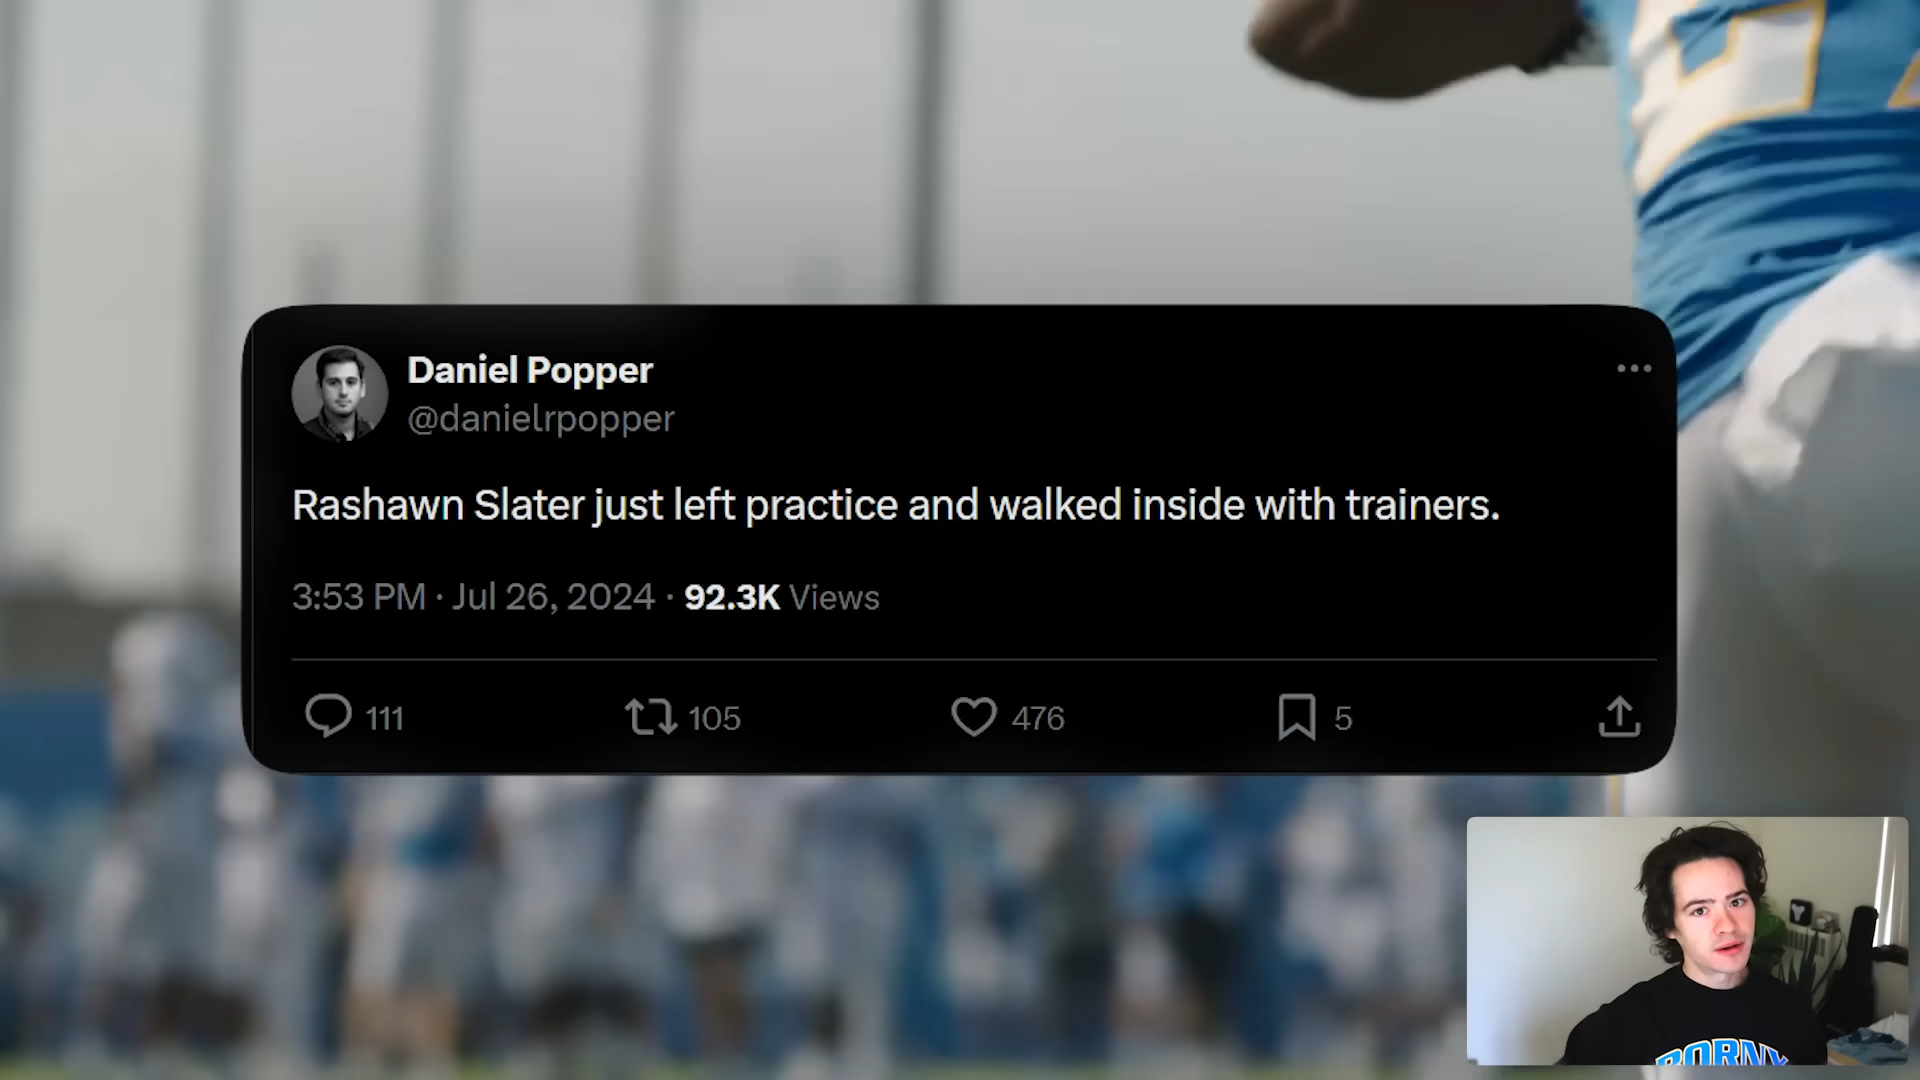 Daniel Popper
@danielrpopper
Rashawn Slater just left practice and walked inside with trainers.
3:53 PM · Jul 26, 2024 · 92.3K Views
111 105 476 5